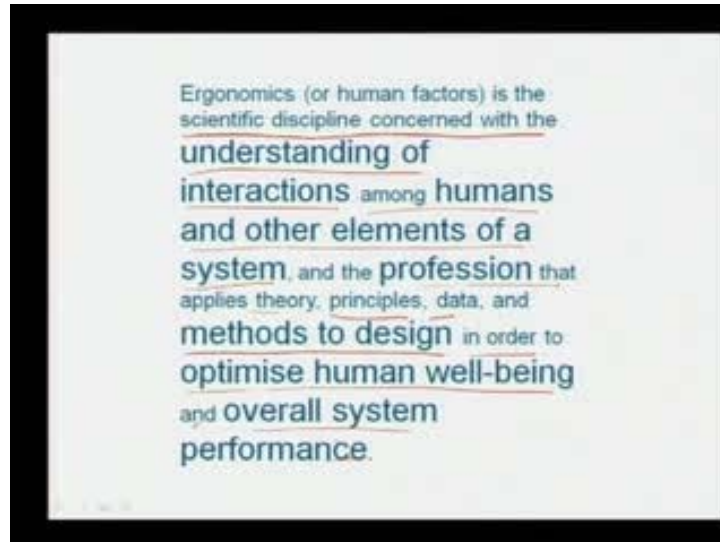 Ergonomics (or human factors) is the
scientific discipline concerned with the
understanding of
interactions among humans
and other elements of a
system, and the profession that
applies theory, principles, data, and
methods to design in order to
optimise human well-being
and overall system
performance.